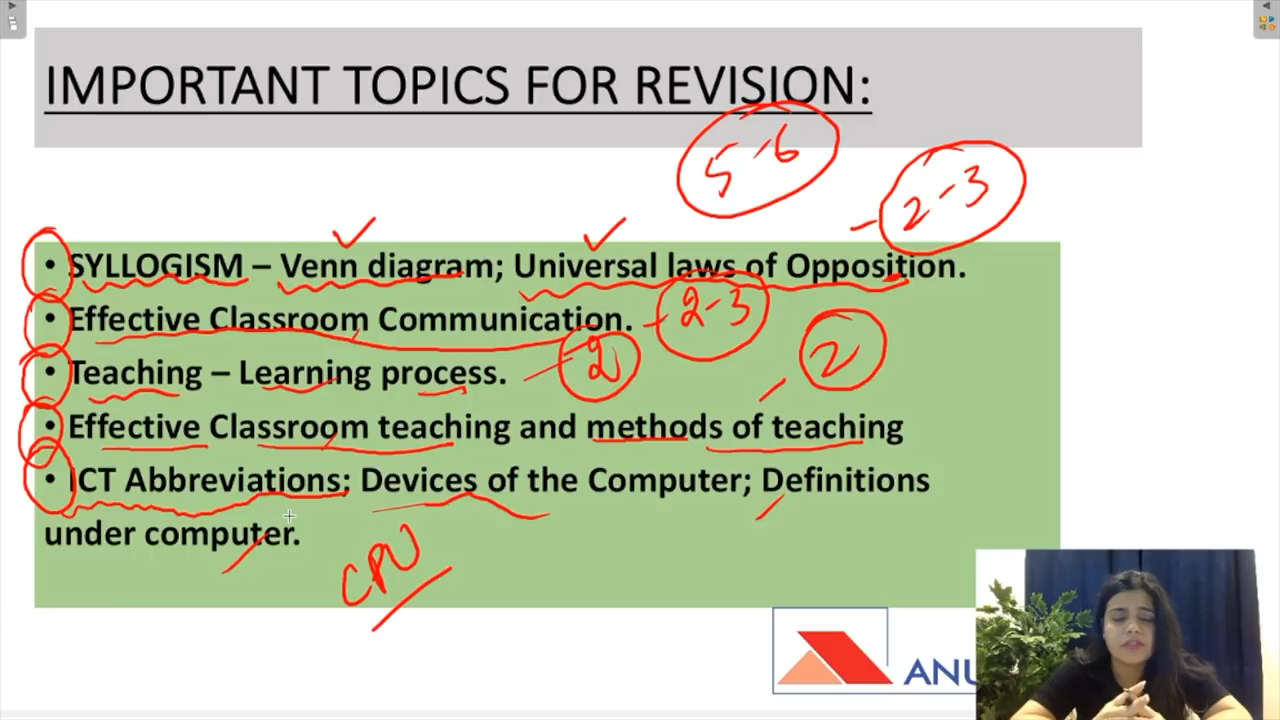 IMPORTANT TOPICS FOR REVISION:
5-6
2-3
• SYLLOGISM – Venn diagram; Universal laws of Opposition.
• Effective Classroom Communication.
2-3
• Teaching – Learning process.
2
2
• Effective Classroom teaching and methods of teaching
• ICT Abbreviations; Devices of the Computer; Definitions
under computer.
CPU
ANU